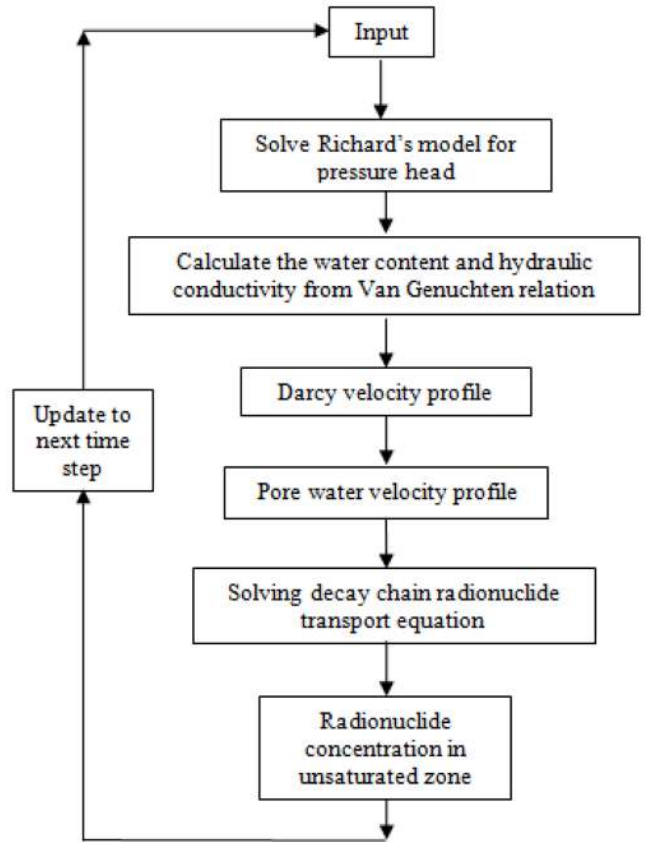 Input
Solve Richard's model for
pressure head
Calculate the water content and hydraulic
conductivity from Van Genuchten relation
Darcy velocity profile
Update to
next time
step
Pore water velocity profile
Solving decay chain radionuclide
transport equation
Radionuclide
concentration in
unsaturated zone